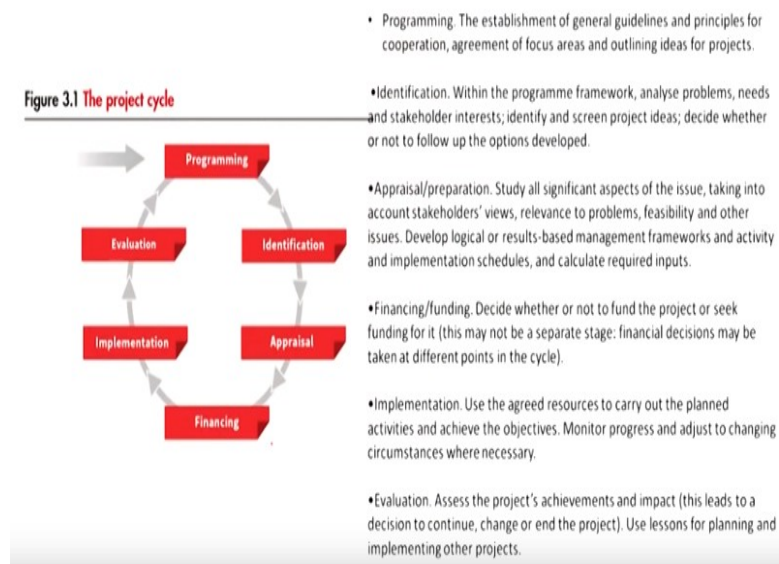 Figure 3.1 The project cycle
Programming
Identification
Appraisal
Financing
Implementation
Evaluation
• Programming. The establishment of general guidelines and principles for
cooperation, agreement of focus areas and outlining ideas for projects.
•Identification. Within the programme framework, analyse problems, needs
and stakeholder interests; identify and screen project ideas; decide whether
or not to follow up the options developed.
•Appraisal/preparation. Study all significant aspects of the issue, taking into
account stakeholders' views, relevance to problems, feasibility and other
issues. Develop logical or results-based management frameworks and activity
and implementation schedules, and calculate required inputs.
•Financing/funding. Decide whether or not to fund the project or seek
funding for it (this may not be a separate stage: financial decisions may be
taken at different points in the cycle).
•Implementation. Use the agreed resources to carry out the planned
activities and achieve the objectives. Monitor progress and adjust to changing
circumstances where necessary.
•Evaluation. Assess the project's achievements and impact (this leads to a
decision to continue, change or end the project). Use lessons for planning and
implementing other projects.